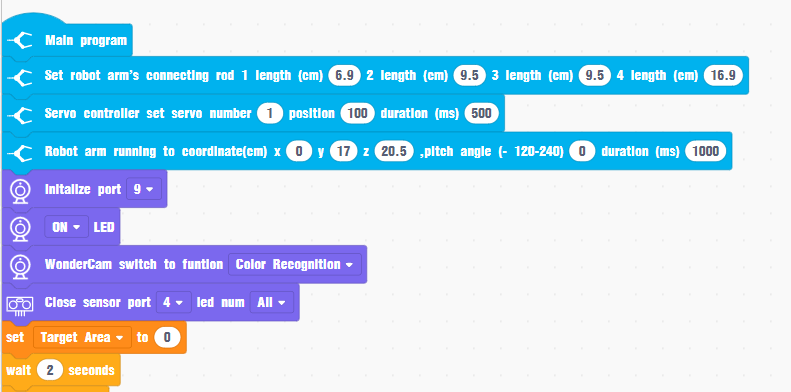 Main program
Set robot arm's connecting rod 1 length (cm) 6.9 2 length (cm) 9.5 3 length (cm) 9.5 4 length (cm) 16.9
Servo controller set servo number 1 position 100 duration (ms) 500
Robot arm running to coordinate(cm) x 0 y 17 z 20.5 ,pitch angle (- 120-240) 0 duration (ms) 1000
Initalize port 9
ON LED
WonderCam switch to funtion Color Recognition
Close sensor port 4 led num All
set Target Area to 0
wait 2 seconds